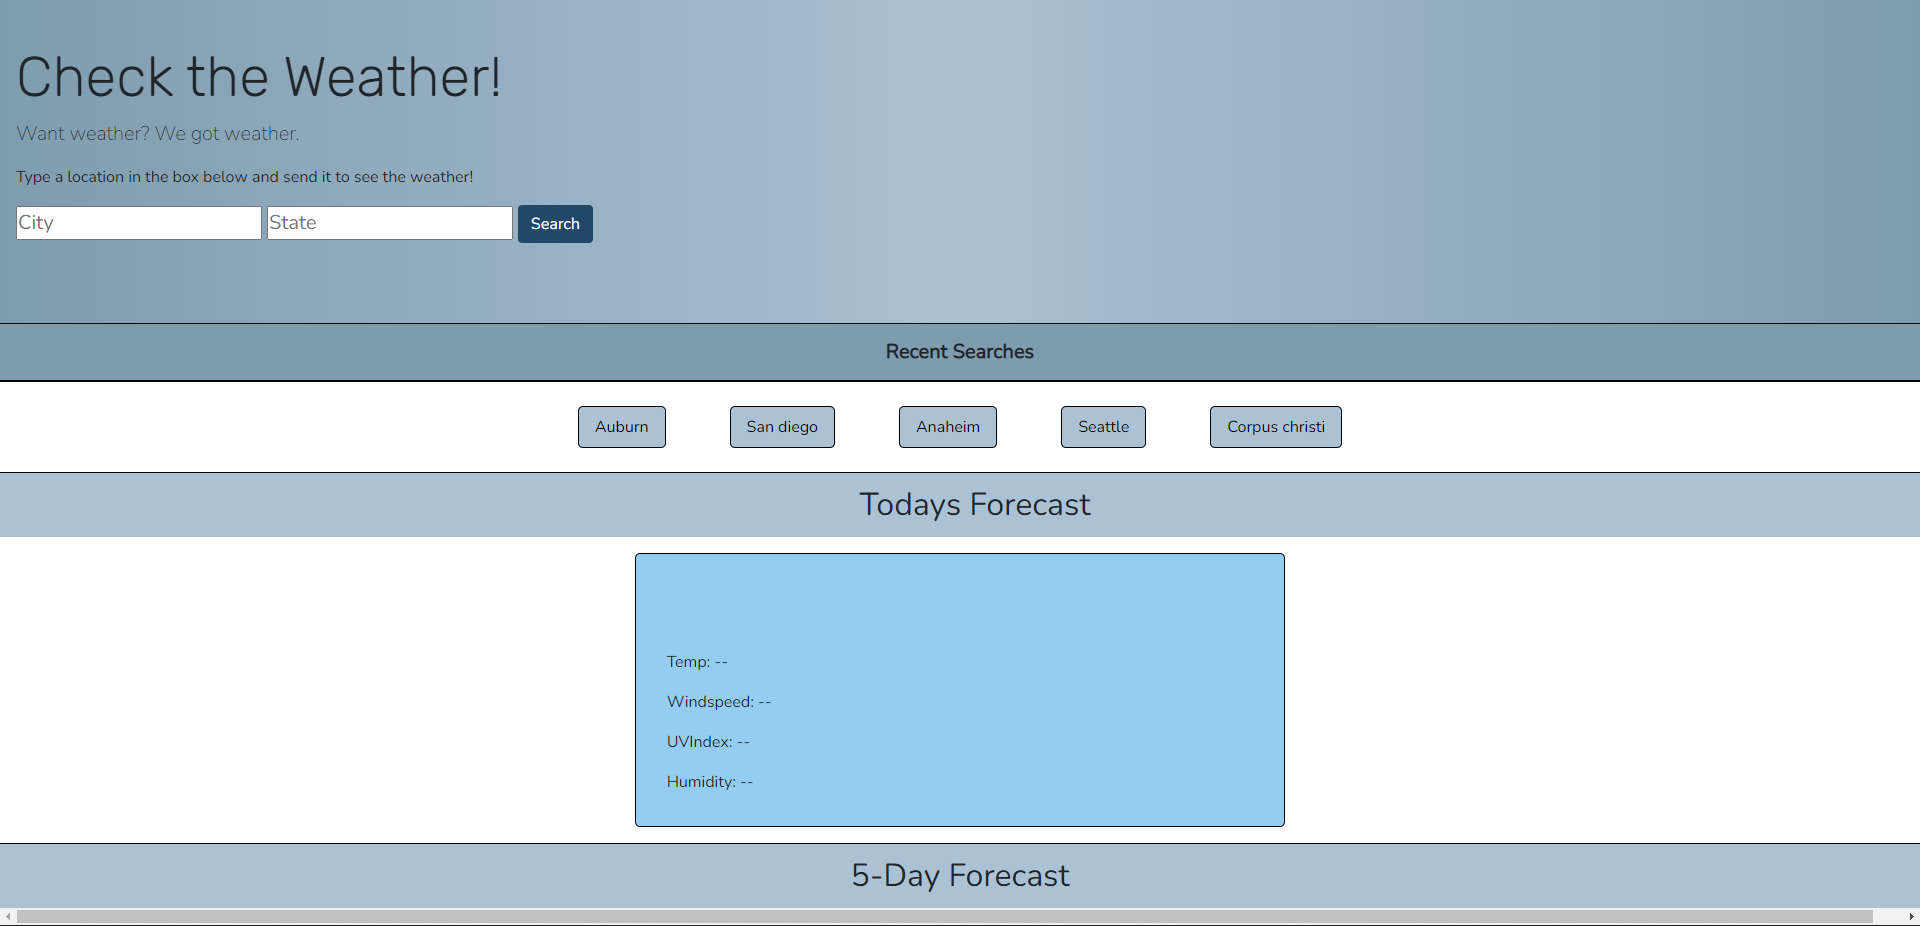 Check the Weather!
Want weather? We got weather.
Type a location in the box below and send it to see the weather!
City State Search
Recent Searches
Auburn San diego Anaheim Seattle Corpus christi
Todays Forecast
Temp: --
Windspeed: --
UVIndex: --
Humidity: --
5-Day Forecast